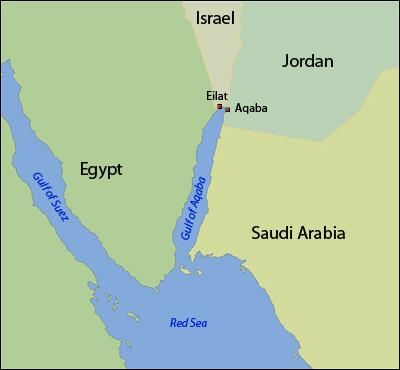 Israel
Jordan
Eilat
Aqaba
Egypt
Gulf of Suez
Gulf of Aqaba
Saudi Arabia
Red Sea